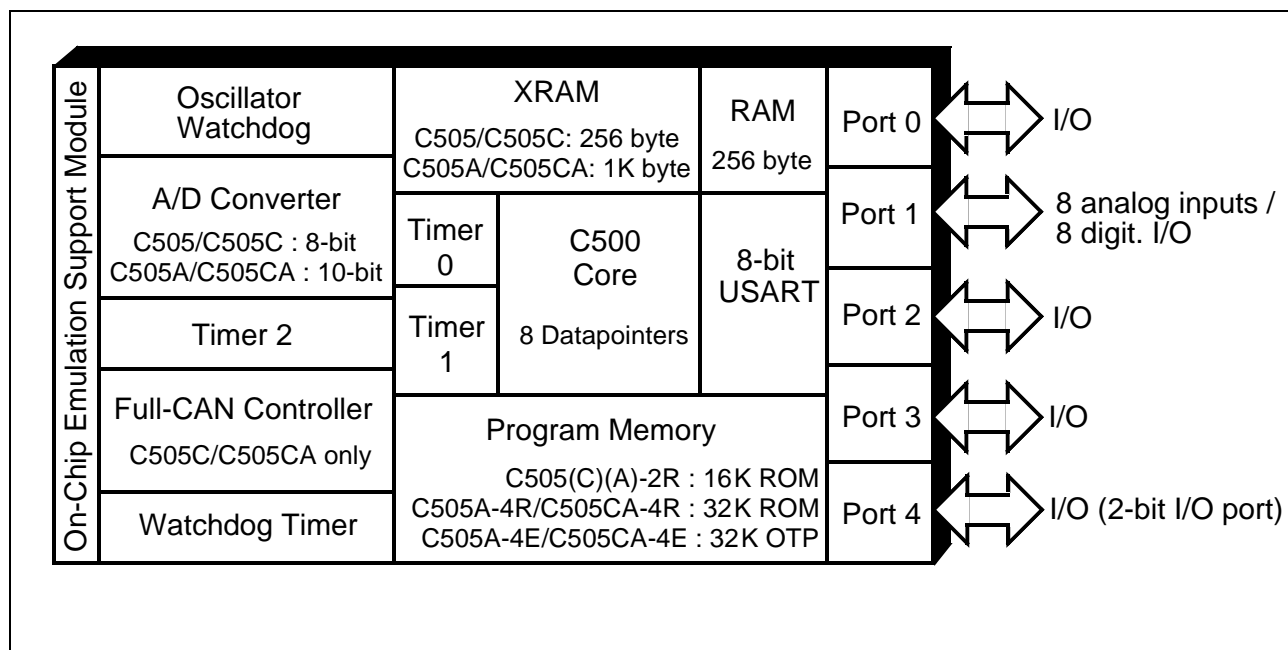 On-Chip Emulation Support Module
Oscillator
Watchdog
A/D Converter
C505/C505C : 8-bit
C505A/C505CA : 10-bit
Timer 2
Full-CAN Controller
C505C/C505CA only
Watchdog Timer
XRAM
C505/C505C: 256 byte
C505A/C505CA: 1K byte
RAM
256 byte
Timer
0
Timer
1
C500
Core
8 Datapointers
8-bit
USART
Program Memory
C505(C)(A)-2R : 16K ROM
C505A-4R/C505CA-4R : 32K ROM
C505A-4E/C505CA-4E : 32K OTP
Port 0
I/O
Port 1
8 analog inputs /
8 digit. I/O
Port 2
I/O
Port 3
I/O
Port 4
I/O (2-bit I/O port)